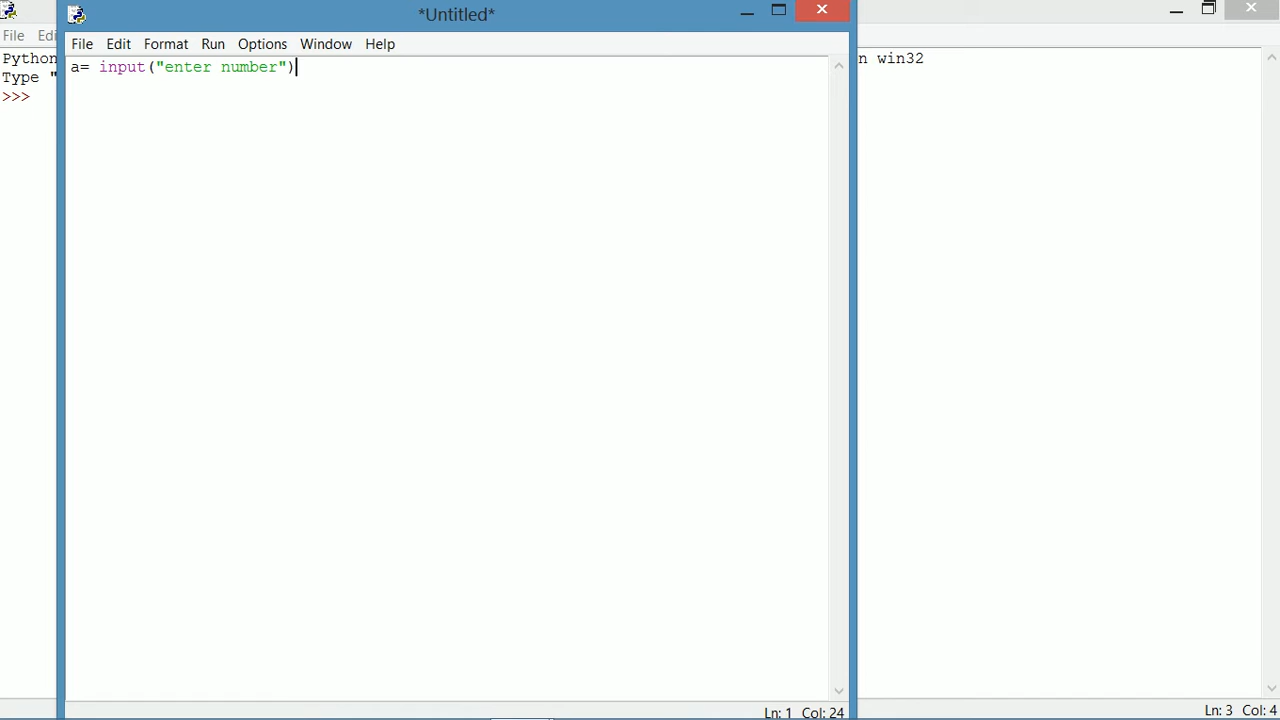 *Untitled*
File Edi
File Edit Format Run Options Window Help
Python
n win32
a= input("enter number")
Type "
>>>
Ln: 1 Col: 24
Ln: 3 Col: 4